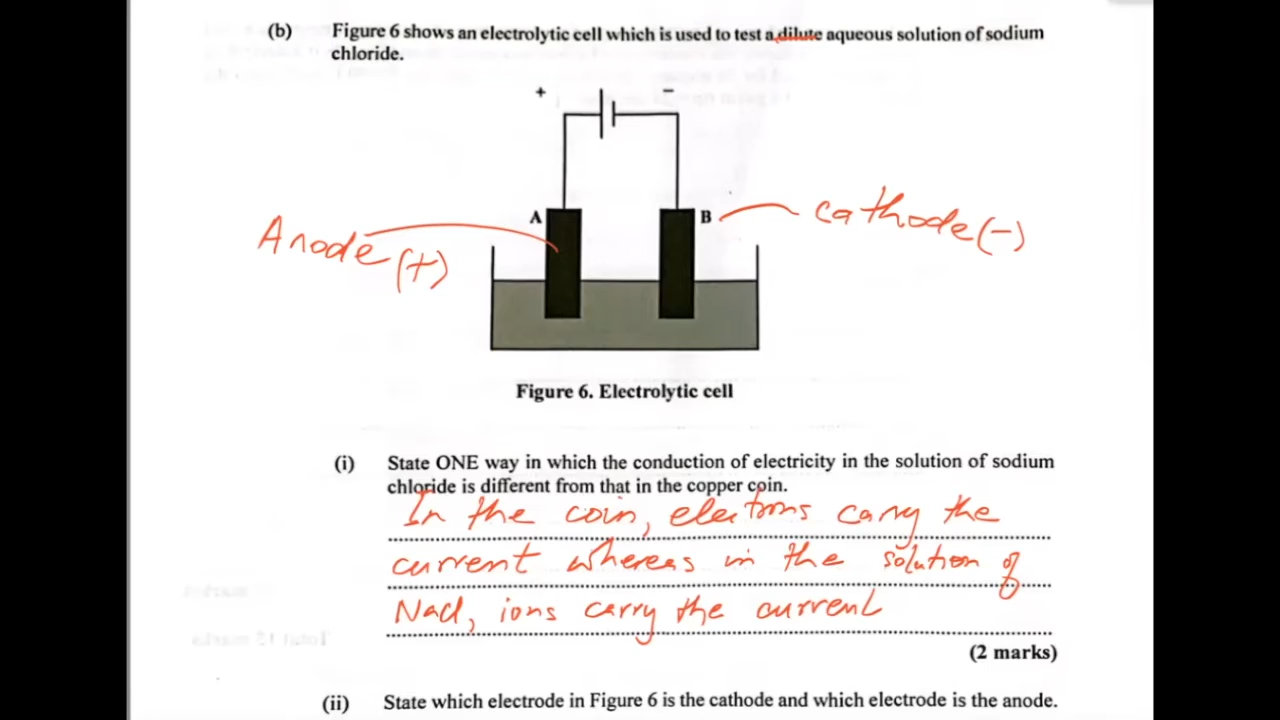 (b) Figure 6 shows an electrolytic cell which is used to test a dilute aqueous solution of sodium
chloride.
+ −
A B
Anode (+)
cathode (-)
Figure 6. Electrolytic cell
(i) State ONE way in which the conduction of electricity in the solution of sodium
chloride is different from that in the copper coin.
In the coin, electrons carry the
current whereas in the solution of
NaCl, ions carry the current
(2 marks)
(ii) State which electrode in Figure 6 is the cathode and which electrode is the anode.